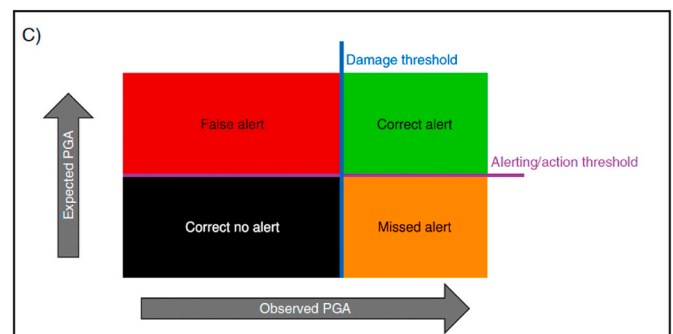 C)
Damage threshold
False alert
Correct alert
Alerting/action threshold
Expected PGA
Correct no alert
Missed alert
Observed PGA